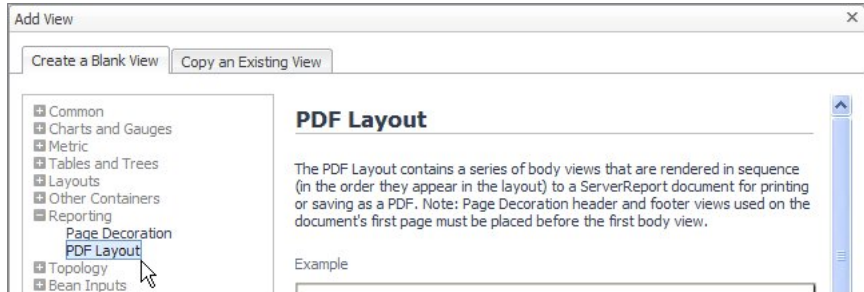 Add View
Create a Blank View
Copy an Existing View
Common
Charts and Gauges
Metric
Tables and Trees
Layouts
Other Containers
Reporting
Page Decoration
PDF Layout
Topology
Bean Inputs
PDF Layout
The PDF Layout contains a series of body views that are rendered in sequence
(in the order they appear in the layout) to a ServerReport document for printing
or saving as a PDF. Note: Page Decoration header and footer views used on the
document's first page must be placed before the first body view.
Example